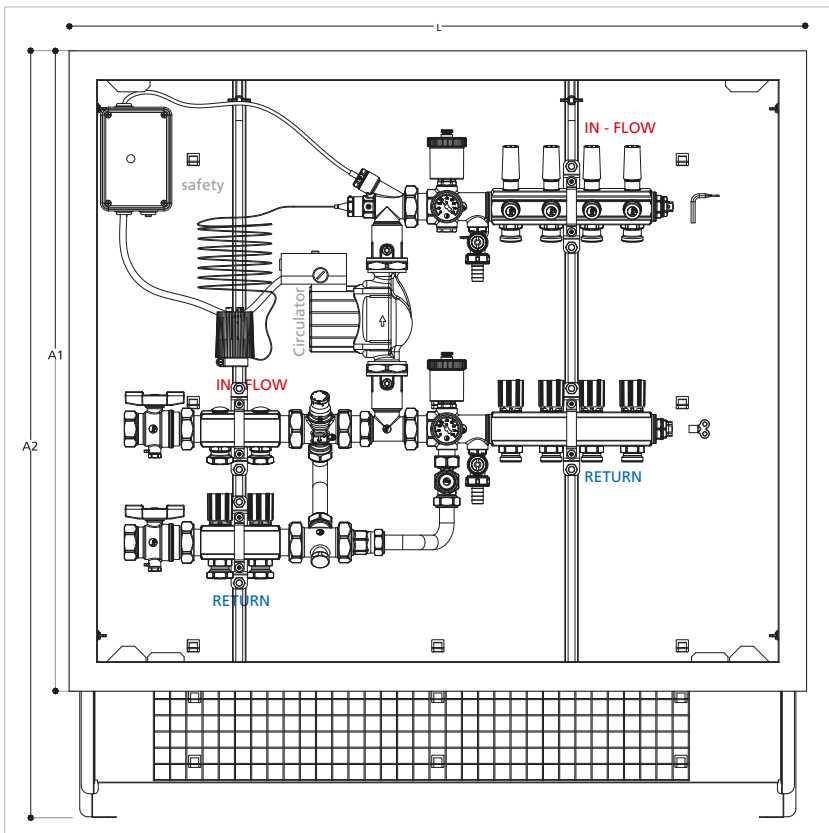 L
IN - FLOW
safety
Circulator
A1
IN - FLOW
A2
RETURN
RETURN